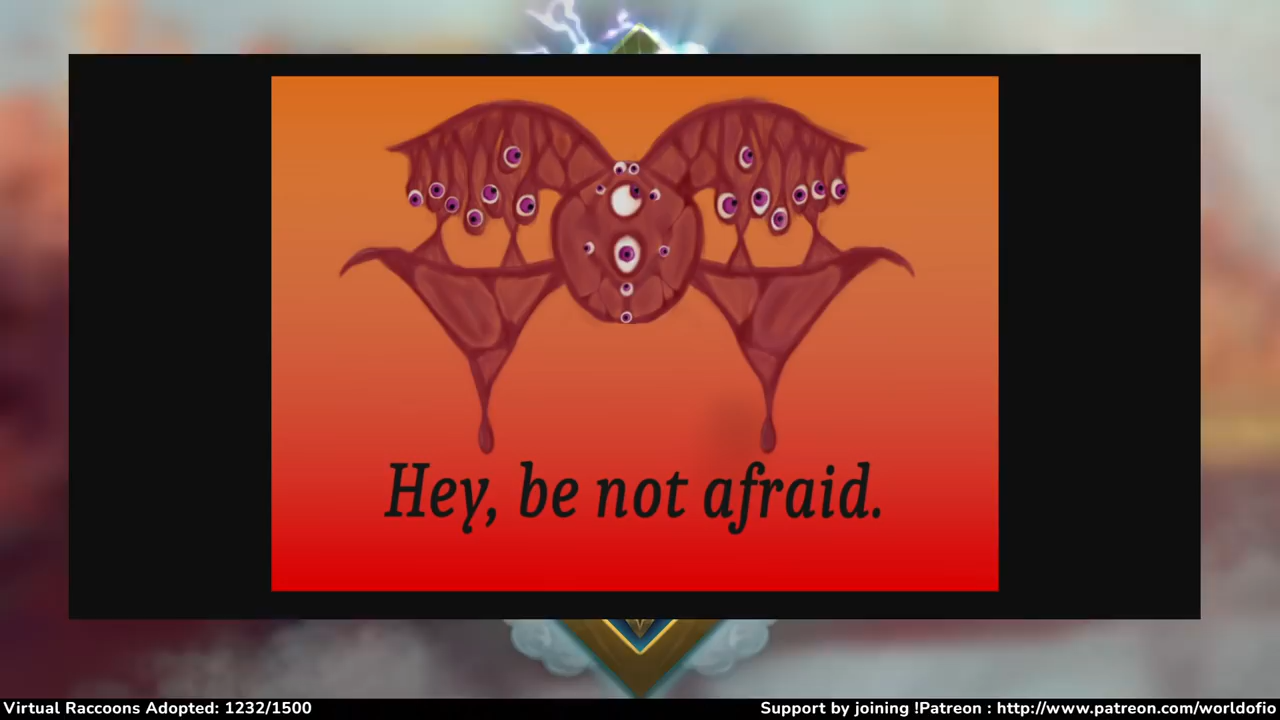 Hey, be not afraid.
Virtual Raccoons Adopted: 1232/1500
Support by joining !Patreon : http://www.patreon.com/worldofio